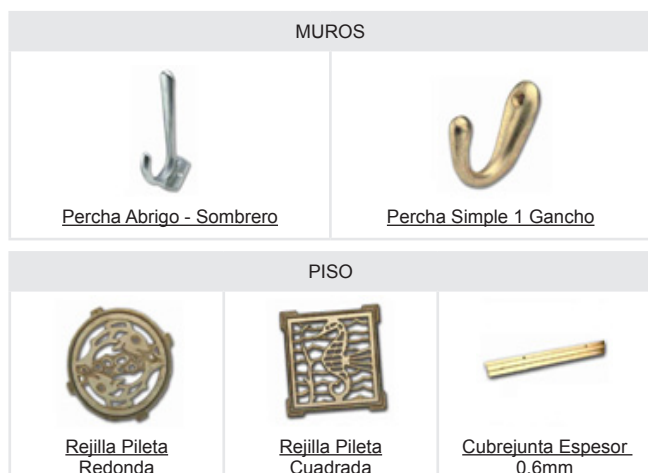 MUROS
Percha Abrigo - Sombrero
Percha Simple 1 Gancho
PISO
Rejilla Pileta
Redonda
Rejilla Pileta
Cuadrada
Cubrejunta Espesor
0.6mm